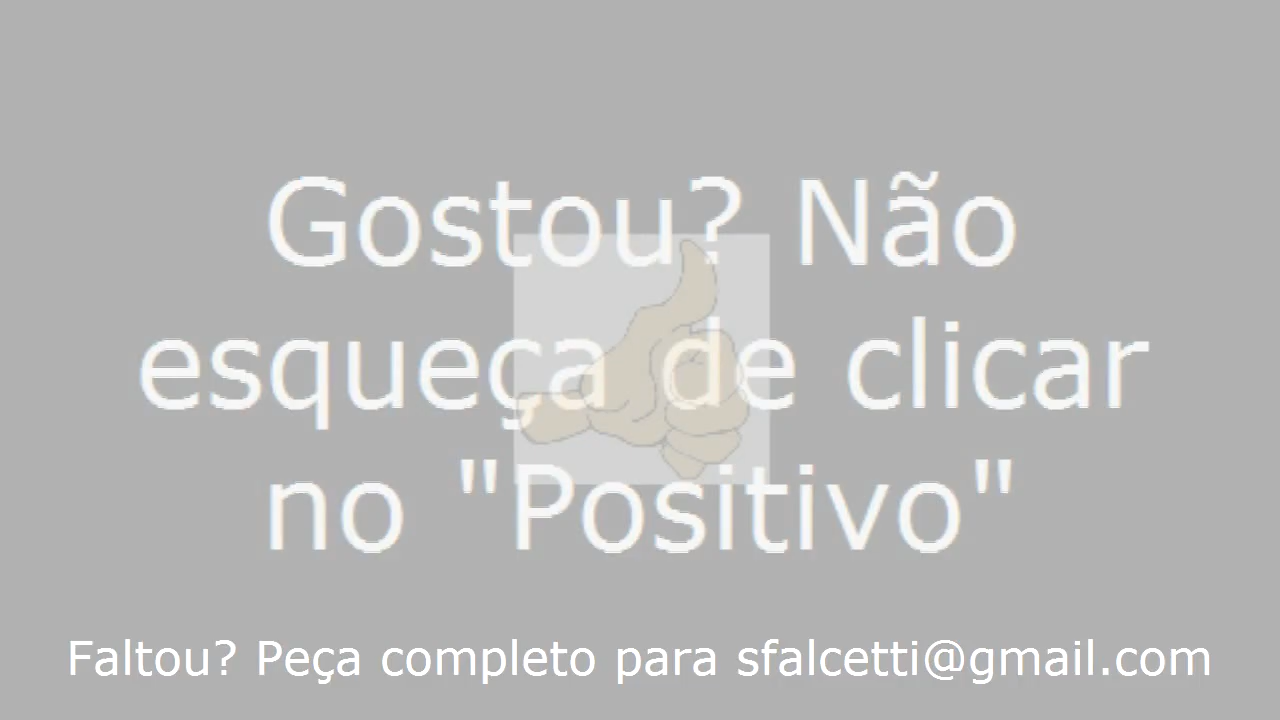 Gostou? Não
esqueça de clicar
no "Positivo"
Faltou? Peça completo para sfalcetti@gmail.com